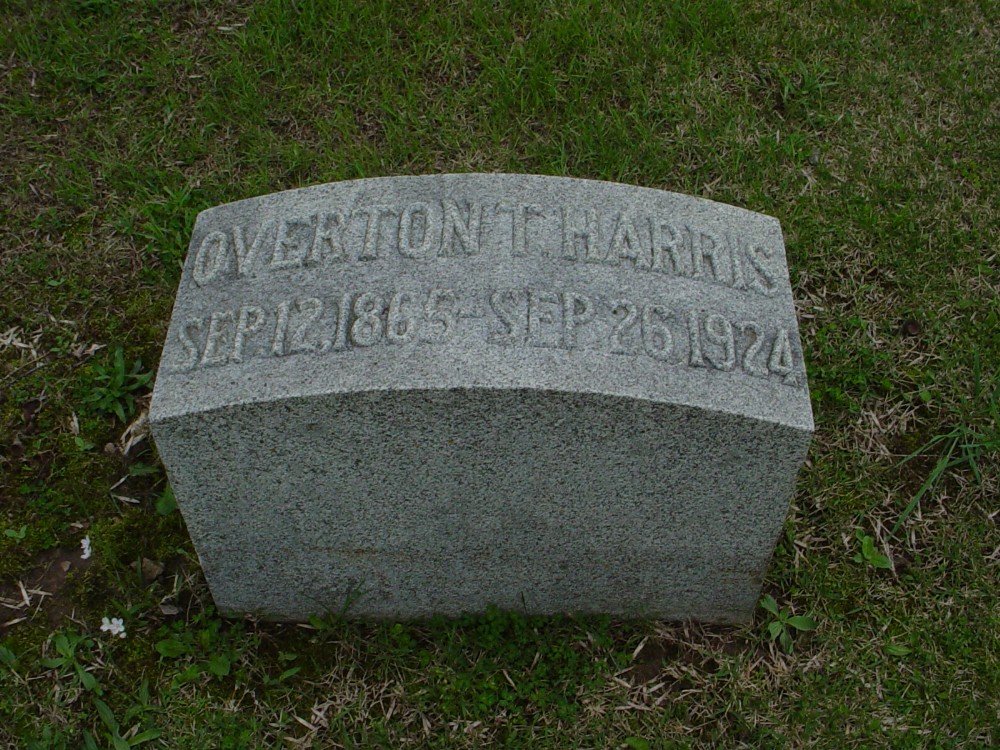 OVERTON T. HARRIS
SEP 12, 1865 - SEP 26 1924